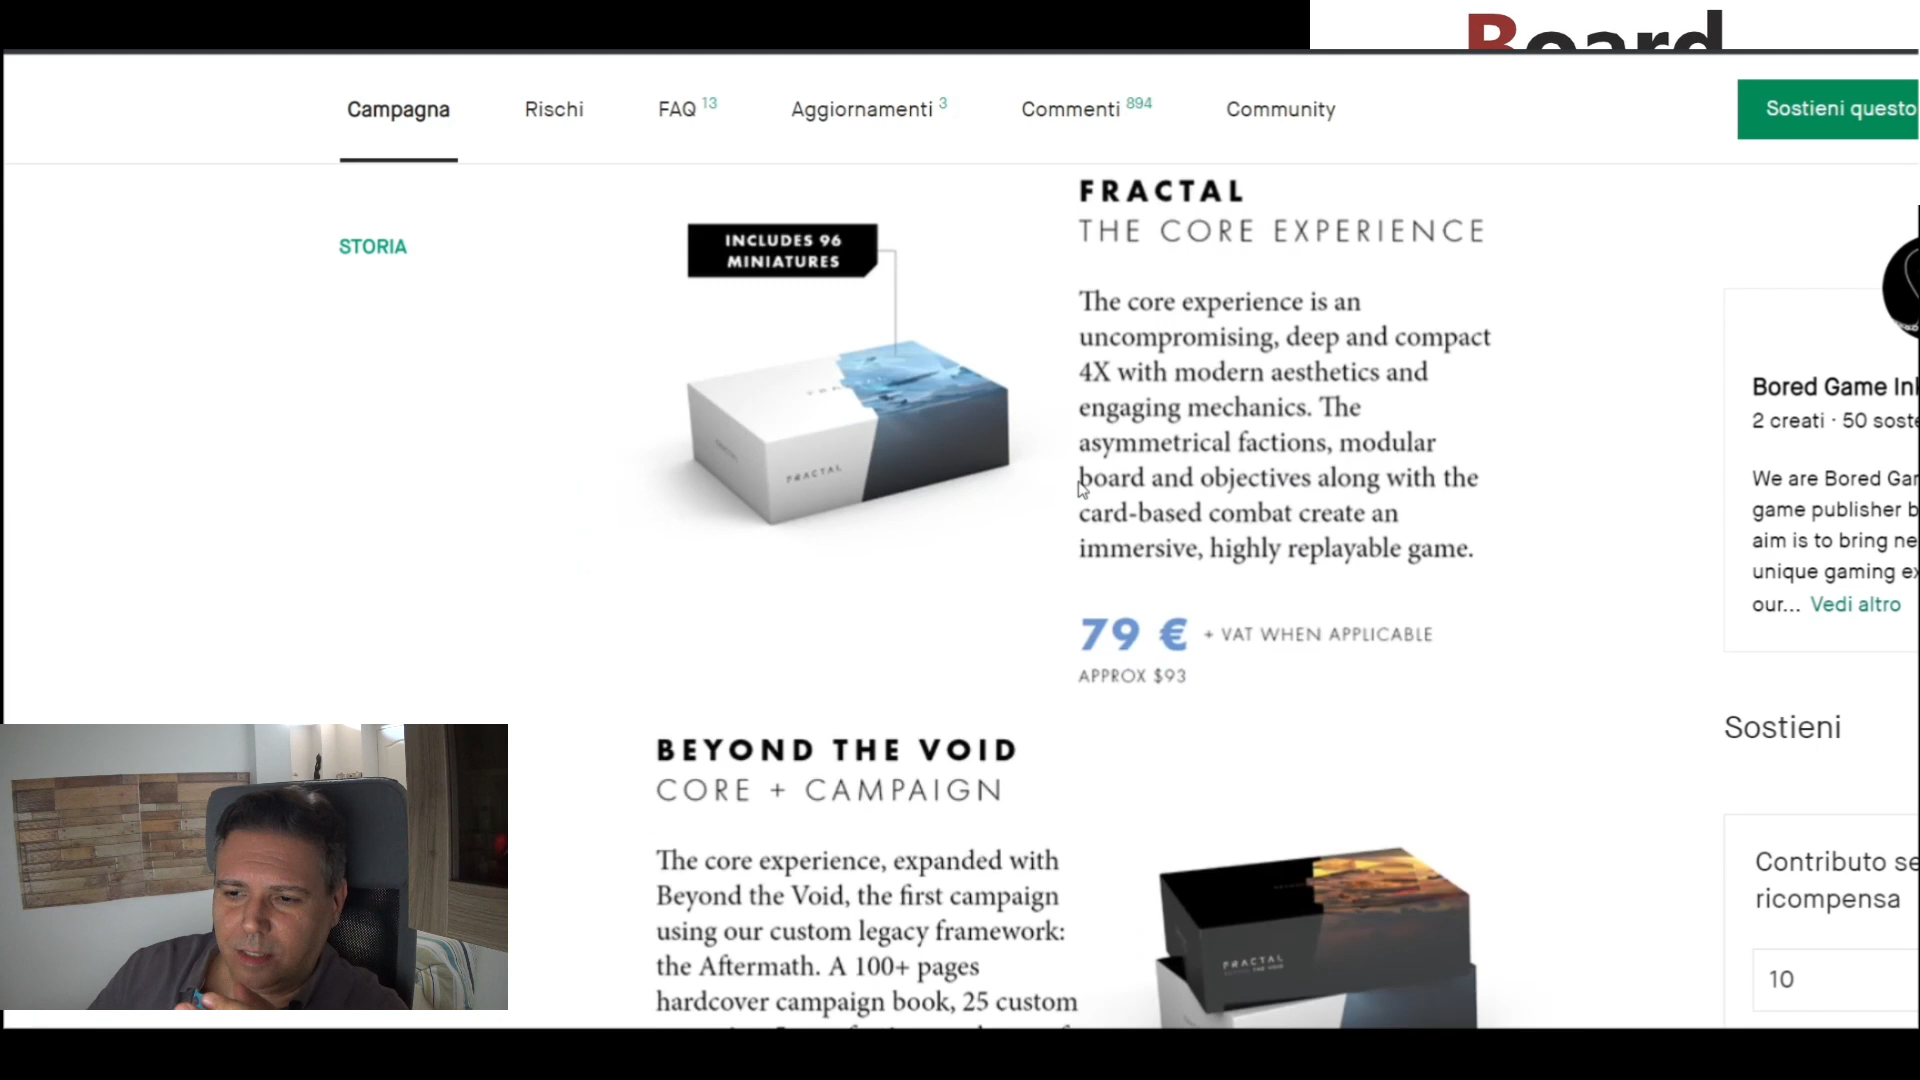 Board
Campagna
Rischi
FAQ 13
Aggiornamenti 3
Commenti 894
Community
Sostieni questo
FRACTAL
THE CORE EXPERIENCE
STORIA
INCLUDES 96
MINIATURES
The core experience is an
uncompromising, deep and compact
4X with modern aesthetics and
engaging mechanics. The
asymmetrical factions, modular
board and objectives along with the
card-based combat create an
immersive, highly replayable game.
FRACTAL
79 € + VAT WHEN APPLICABLE
APPROX $93
Bored Game In
2 creati · 50 soste
We are Bored Gar
game publisher b
aim is to bring ne
unique gaming ex
our... Vedi altro
Sostieni
BEYOND THE VOID
CORE + CAMPAIGN
The core experience, expanded with
Beyond the Void, the first campaign
using our custom legacy framework:
the Aftermath. A 100+ pages
hardcover campaign book, 25 custom
FRACTAL
Contributo se
ricompensa
10